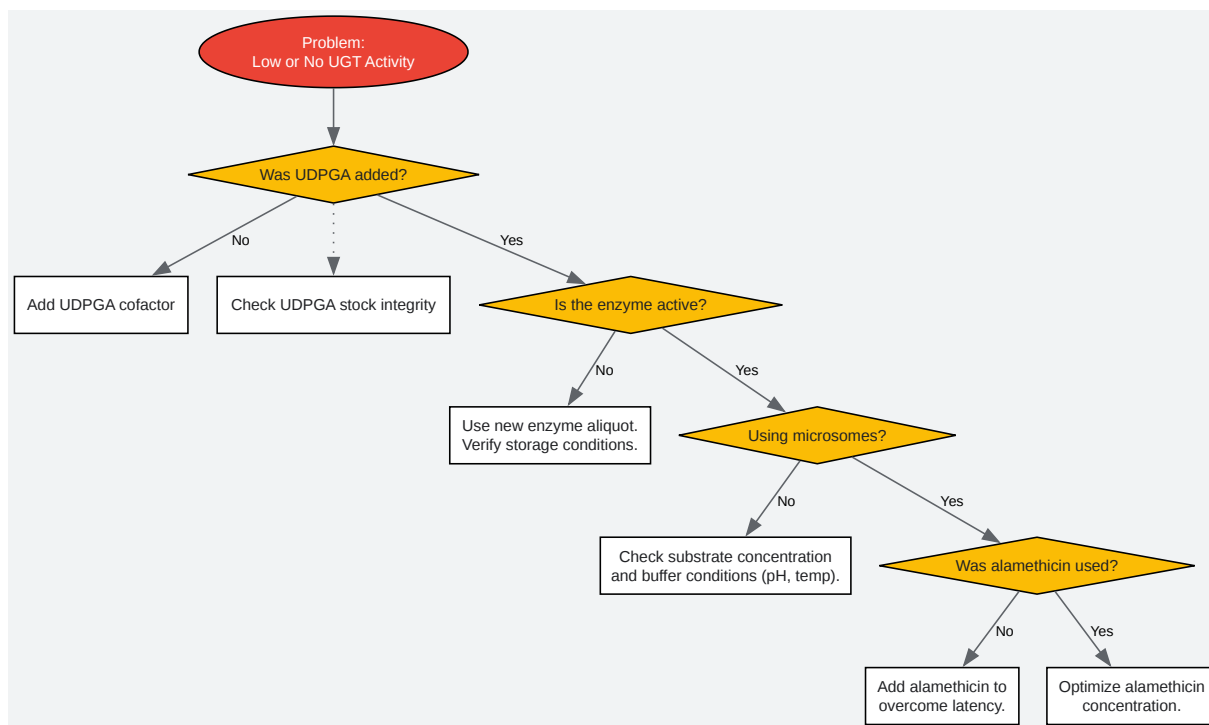 Problem:
Low or No UGT Activity
Was UDPGA added?
No
Yes
Add UDPGA cofactor
Check UDPGA stock integrity
Is the enzyme active?
No
Yes
Use new enzyme aliquot.
Verify storage conditions.
Using microsomes?
No
Yes
Check substrate concentration
and buffer conditions (pH, temp).
Was alamethicin used?
No
Yes
Add alamethicin to
overcome latency.
Optimize alamethicin
concentration.